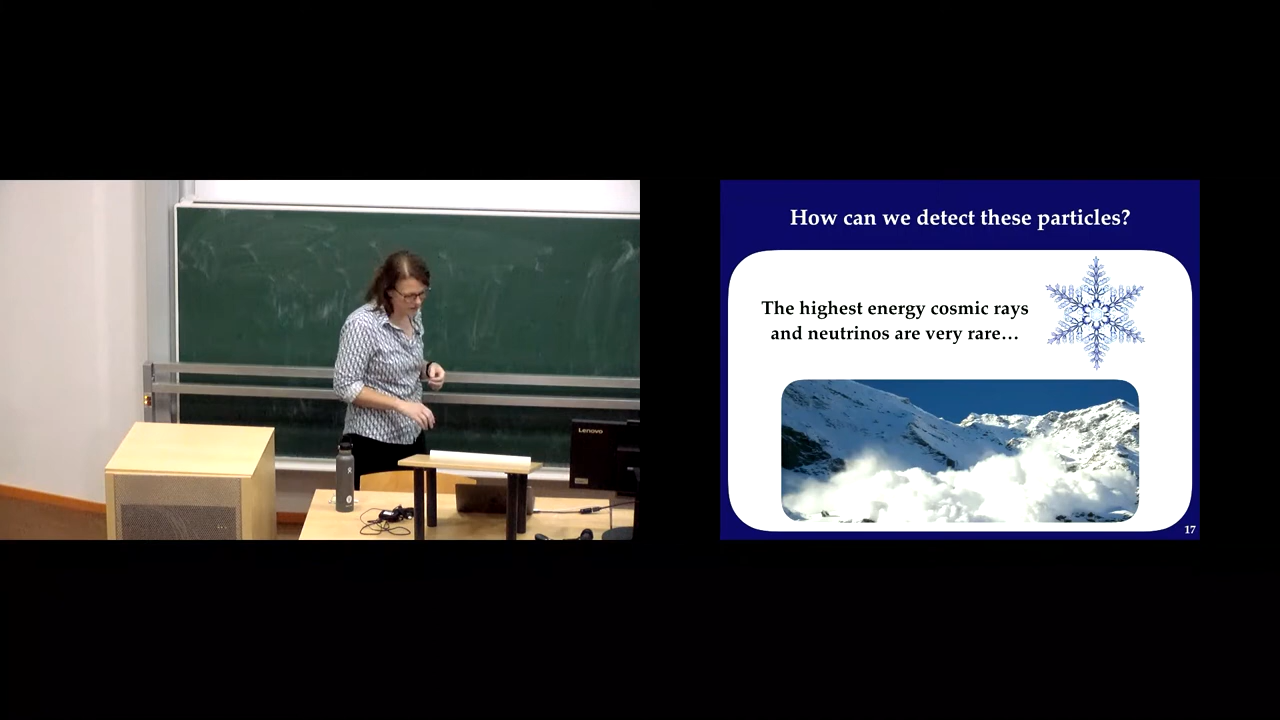 How can we detect these particles?
The highest energy cosmic rays
and neutrinos are very rare…
17
Lenovo